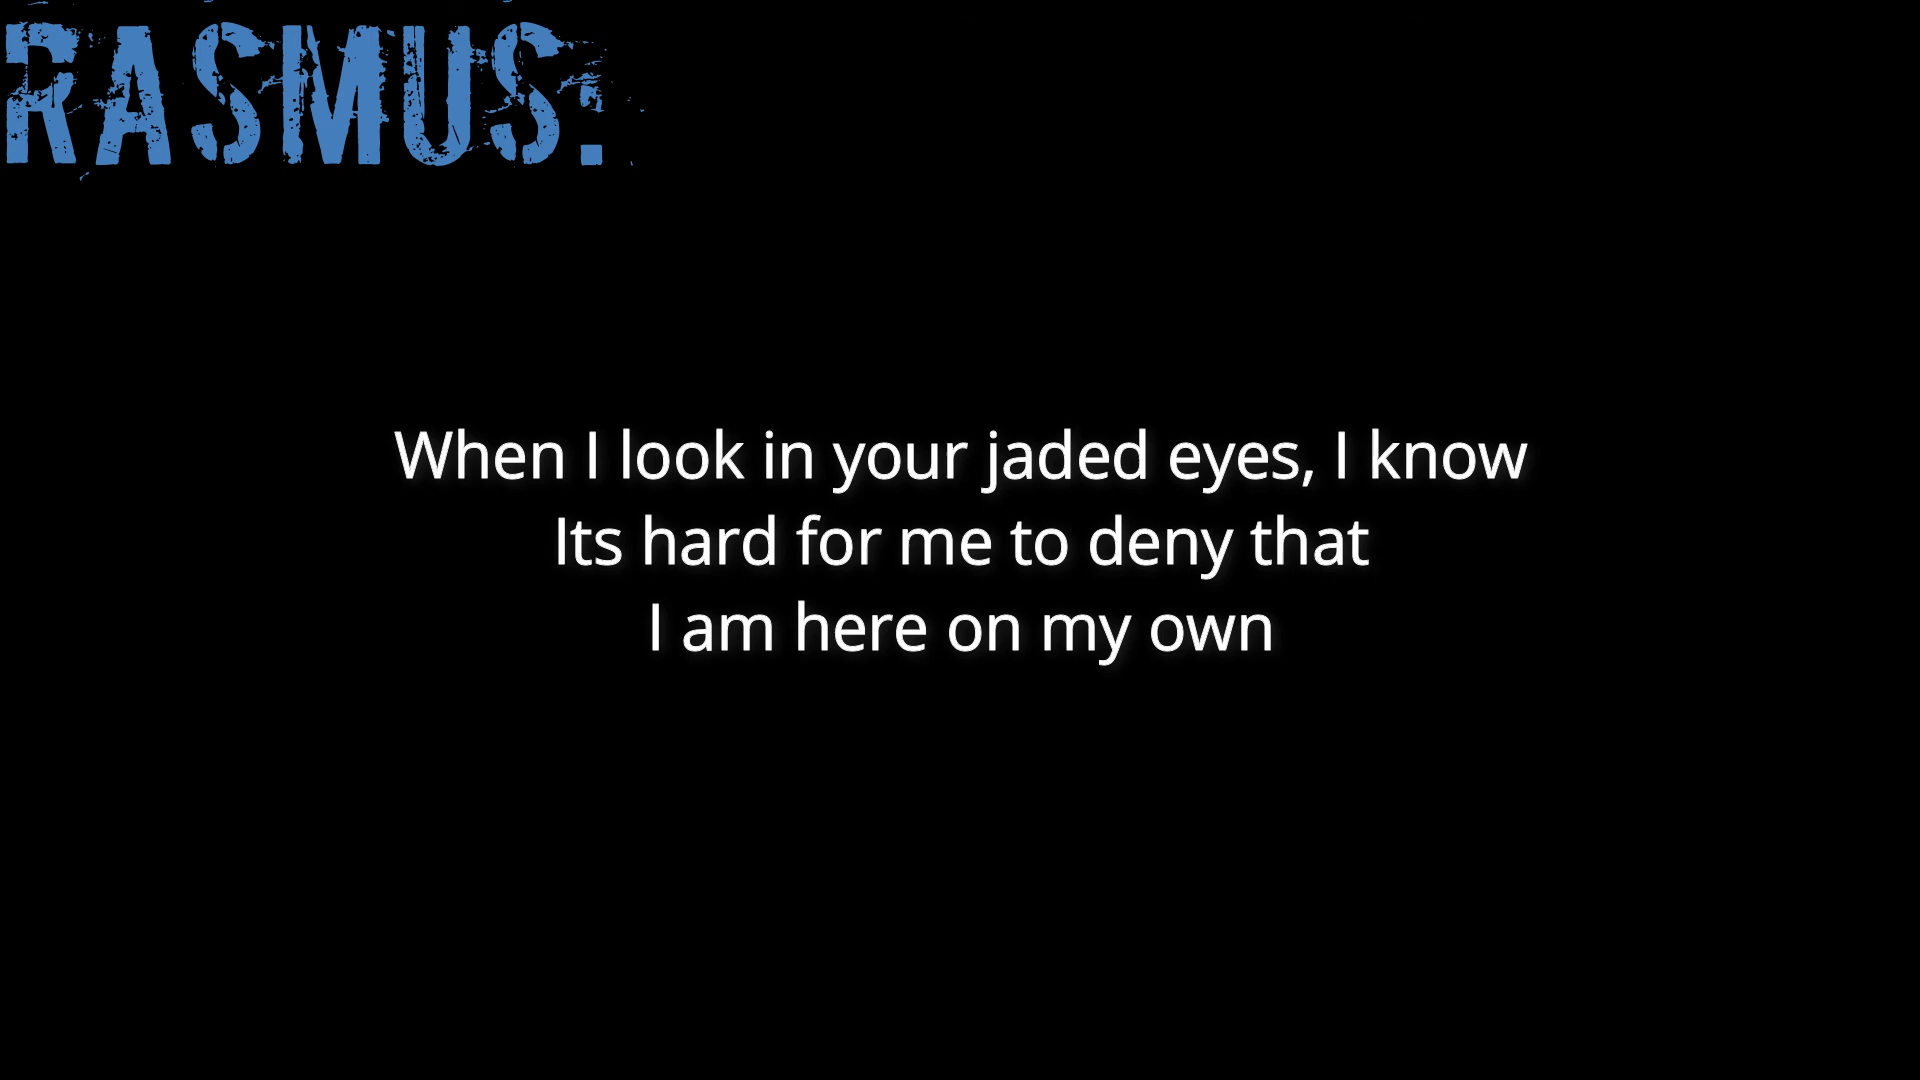 RASMUS:
When I look in your jaded eyes, I know
Its hard for me to deny that
I am here on my own